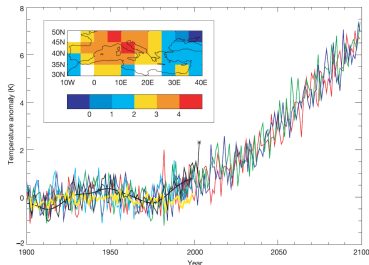 8
6
4
2
0
−2
Temperature anomaly (K)
50N
45N
40N
35N
30N
10W 0 10E 20E 30E 40E
0 1 2 3 4
1900 1950 2000 2050 2100
Year